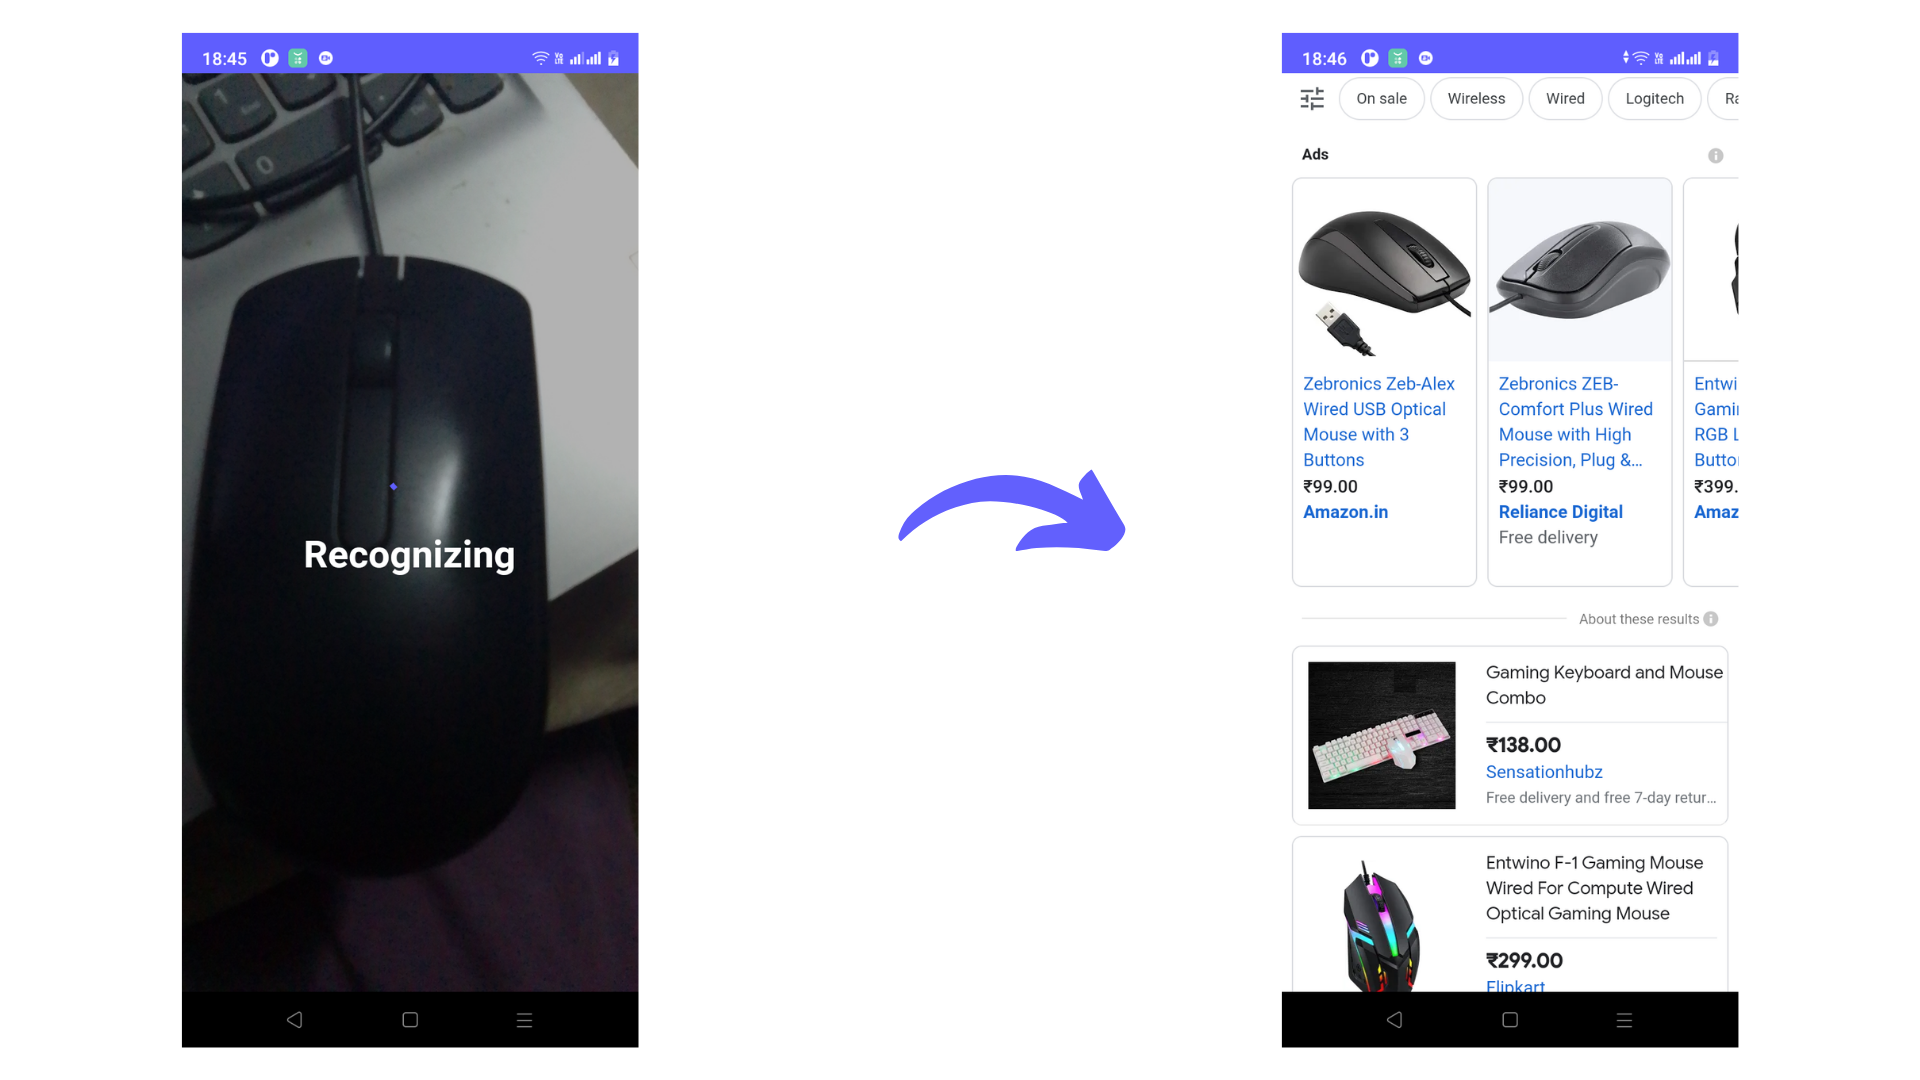 18:45
1
0
Recognizing
18:46
On sale
Wireless
Wired
Logitech
Ra
Ads
Zebronics Zeb-Alex
Wired USB Optical
Mouse with 3
Buttons
₹99.00
Amazon.in
Zebronics ZEB-
Comfort Plus Wired
Mouse with High
Precision, Plug &...
₹99.00
Reliance Digital
Free delivery
Entwi
Gami
RGB L
Butto
₹399.
Amaz
About these results
Gaming Keyboard and Mouse
Combo
₹138.00
Sensationhubz
Free delivery and free 7-day retur...
Entwino F-1 Gaming Mouse
Wired For Compute Wired
Optical Gaming Mouse
₹299.00
Flipkart